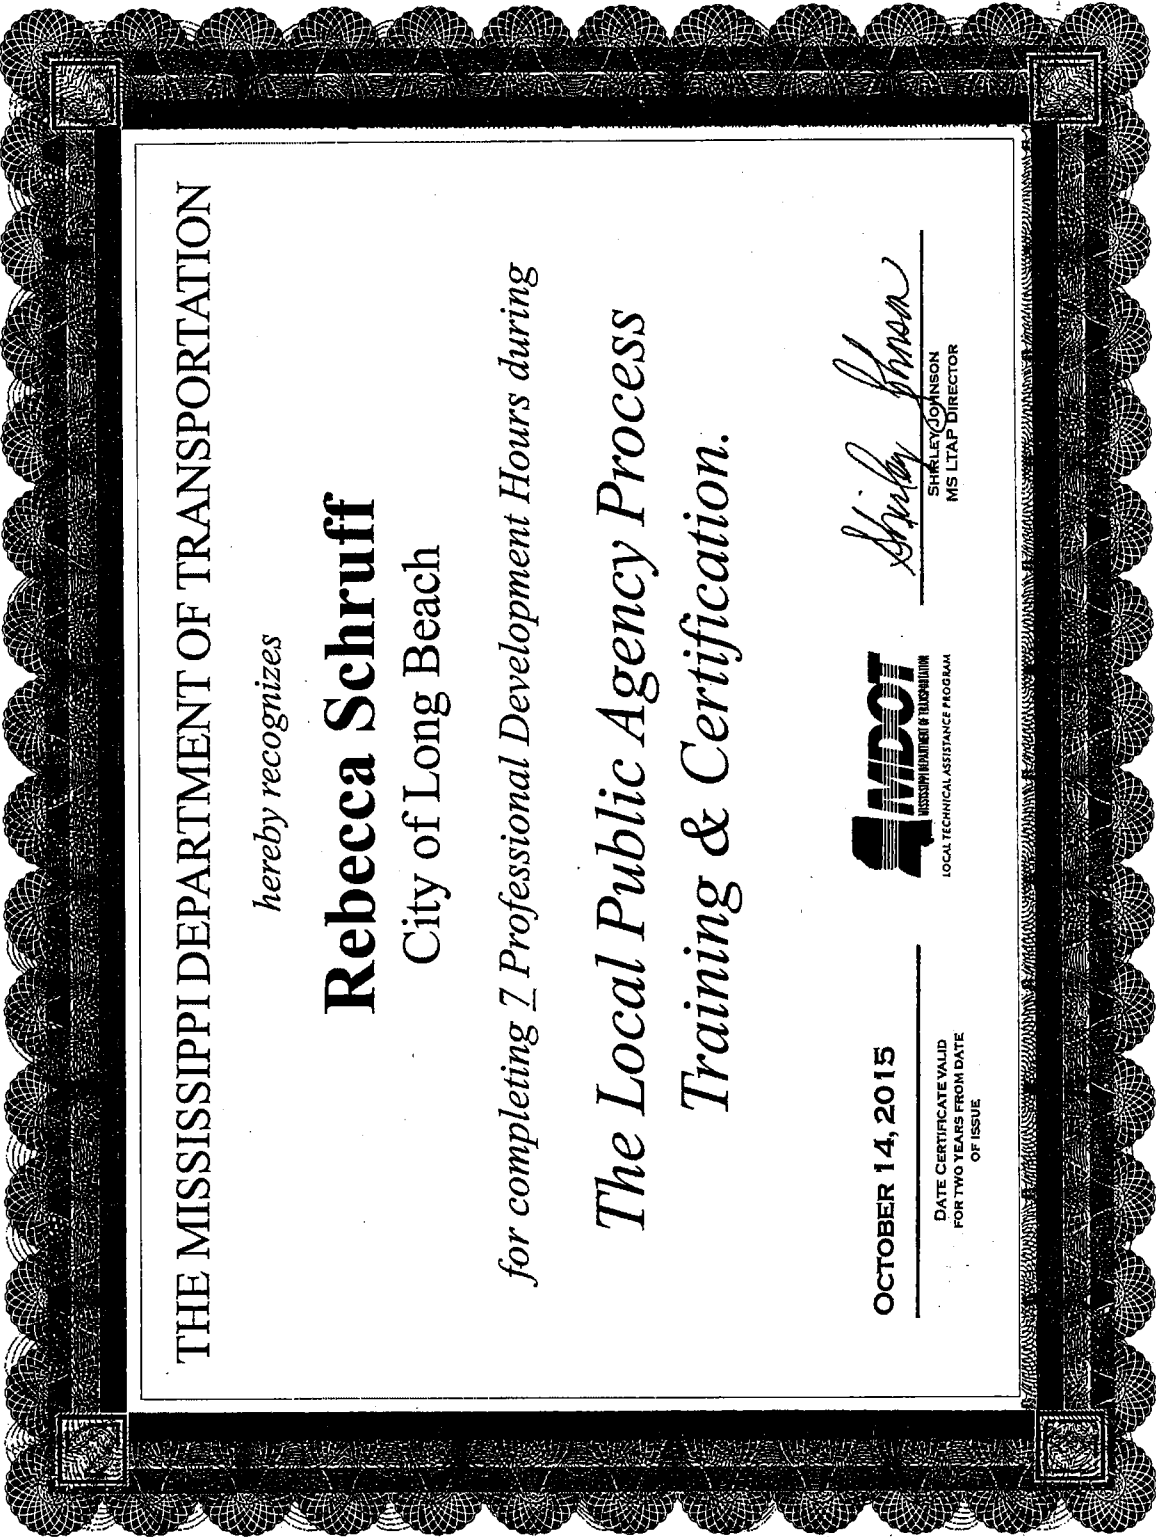 THE MISSISSIPPI DEPARTMENT OF TRANSPORTATION
hereby recognizes
Rebecca Schruff
City of Long Beach
for completing 7 Professional Development Hours during
The Local Public Agency Process
Training & Certification.
OCTOBER 14, 2015
DATE CERTIFICATE VALID
FOR TWO YEARS FROM DATE
OF ISSUE
MDOT
MISSISSIPPI DEPARTMENT OF TRANSPORTATION
LOCAL TECHNICAL ASSISTANCE PROGRAM
Shirley Johnson
SHIRLEY JOHNSON
MS LTAP DIRECTOR